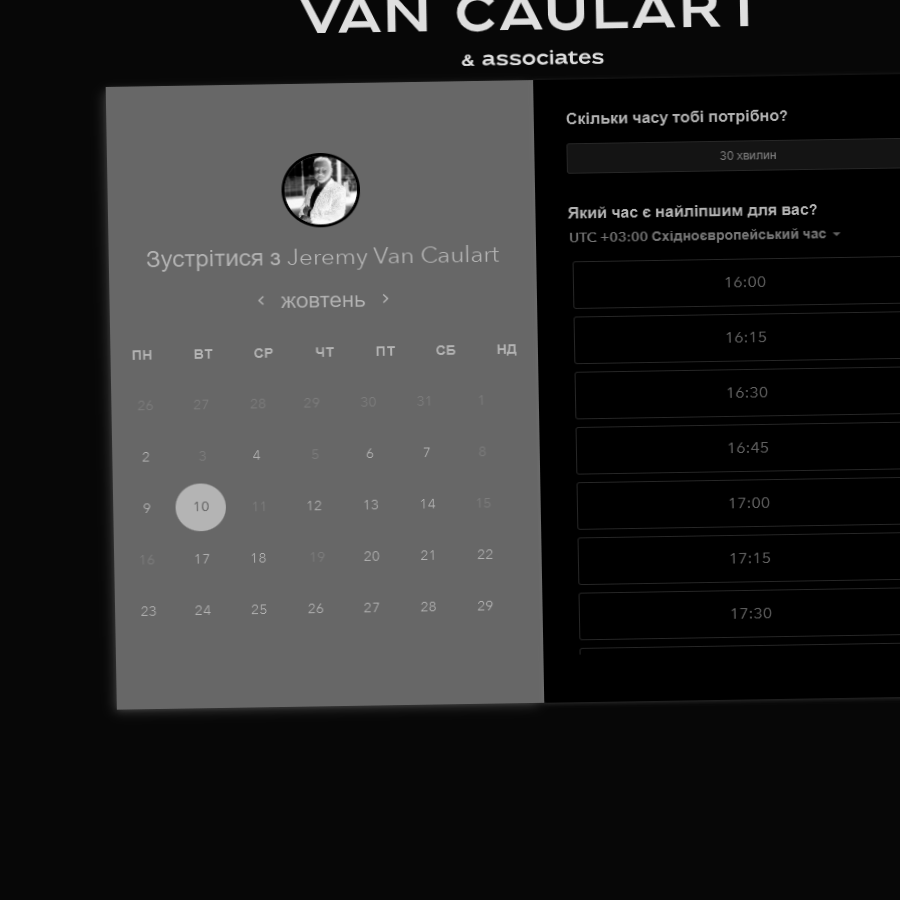 VAN CAULART
& associates
Зустрітися з Jeremy Van Caulart
жовтень
ПН ВТ СР ЧТ ПТ СБ НД
26 27 28 29 30 31 1
2 3 4 5 6 7 8
9 10 11 12 13 14 15
16 17 18 19 20 21 22
23 24 25 26 27 28 29
Скільки часу тобі потрібно?
30 хвилин
Який час є найліпшим для вас?
UTC +03:00 Східноєвропейський час
16:00
16:15
16:30
16:45
17:00
17:15
17:30